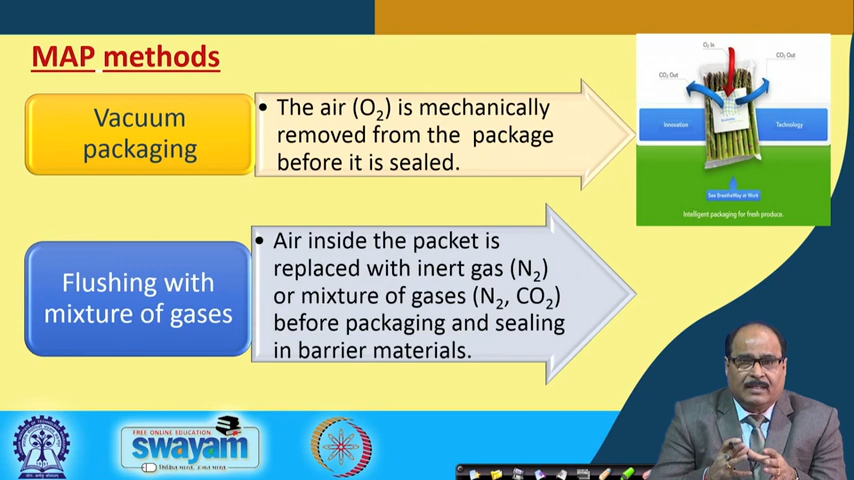 MAP methods
Vacuum
packaging
• The air (O₂) is mechanically
removed from the package
before it is sealed.
Flushing with
mixture of gases
• Air inside the packet is
replaced with inert gas (N₂)
or mixture of gases (N₂, CO₂)
before packaging and sealing
in barrier materials.
O₂ In
CO₂ Out
CO₂ Out
Innovation
Technology
See BreatheWay at Work
Intelligent packaging for fresh produce.
FREE ONLINE EDUCATION
swayam